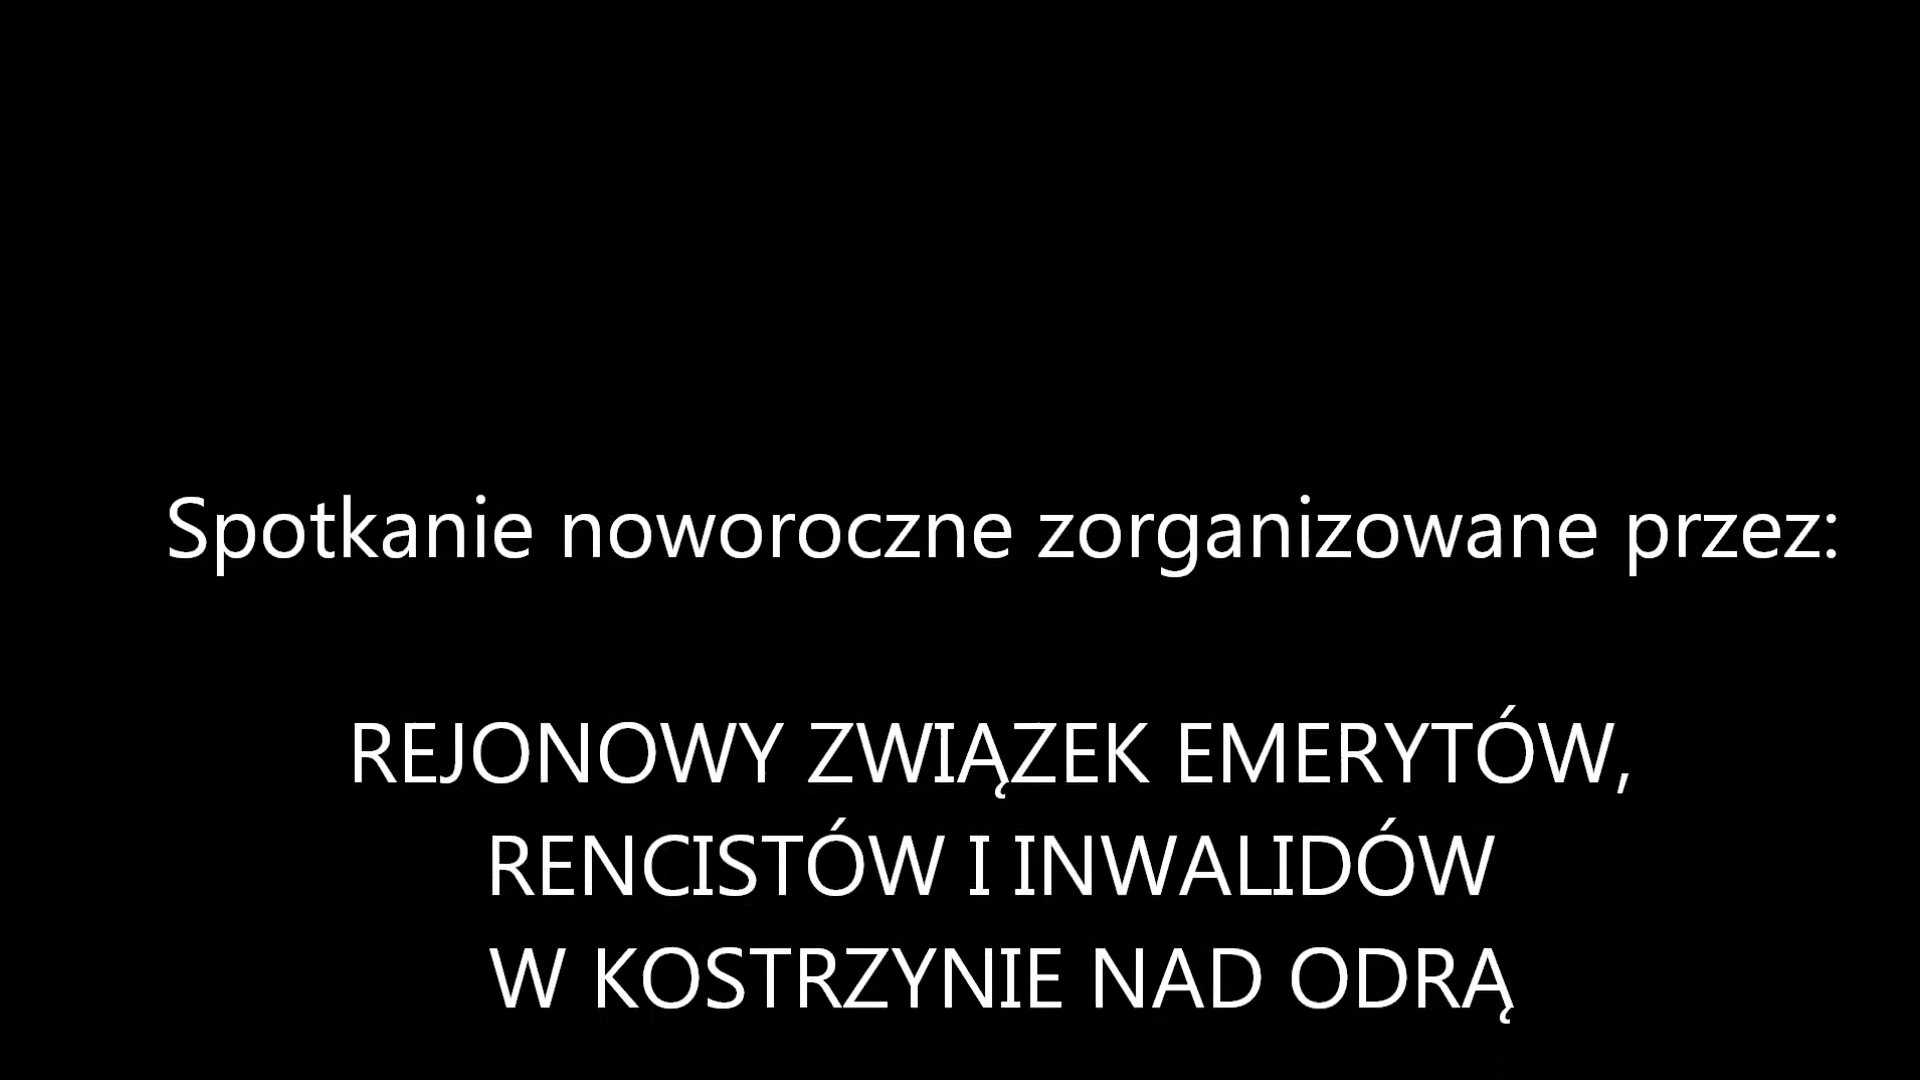 Spotkanie noworoczne zorganizowane przez:
REJONOWY ZWIĄZEK EMERYTÓW,
RENCISTÓW I INWALIDÓW
W KOSTRZYNIE NAD ODRĄ